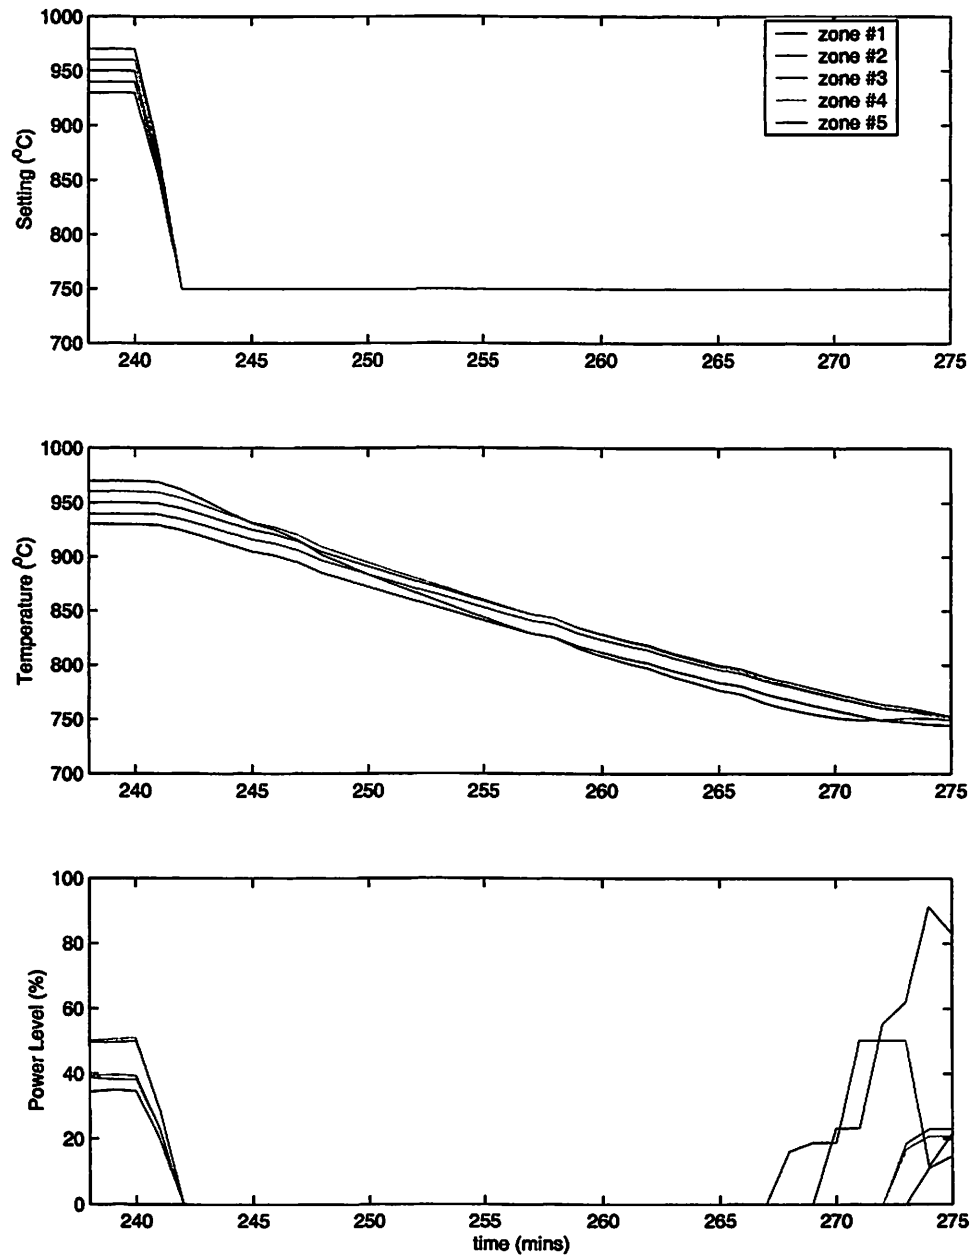 1000
950
900
850
800
750
700
Setting (°C)
zone #1
zone #2
zone #3
zone #4
zone #5
240 245 250 255 260 265 270 275
1000
950
900
850
800
750
700
Temperature (°C)
240 245 250 255 260 265 270 275
100
80
60
40
20
0
Power Level (%)
240 245 250 255 260 265 270 275
time (mins)